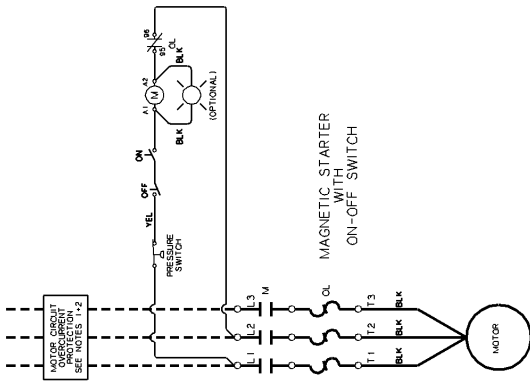 96
95
OL
BLK
A2
M
A1
BLK
(OPTIONAL)
ON
OFF
YEL
PRESSURE
SWITCH
MAGNETIC STARTER
WITH
ON-OFF SWITCH
MOTOR CIRCUIT
OVERCURRENT
PROTECTION
SEE NOTES 1+2
L3
M
OL
T3
BLK
L2
T2
BLK
L1
T1
BLK
MOTOR